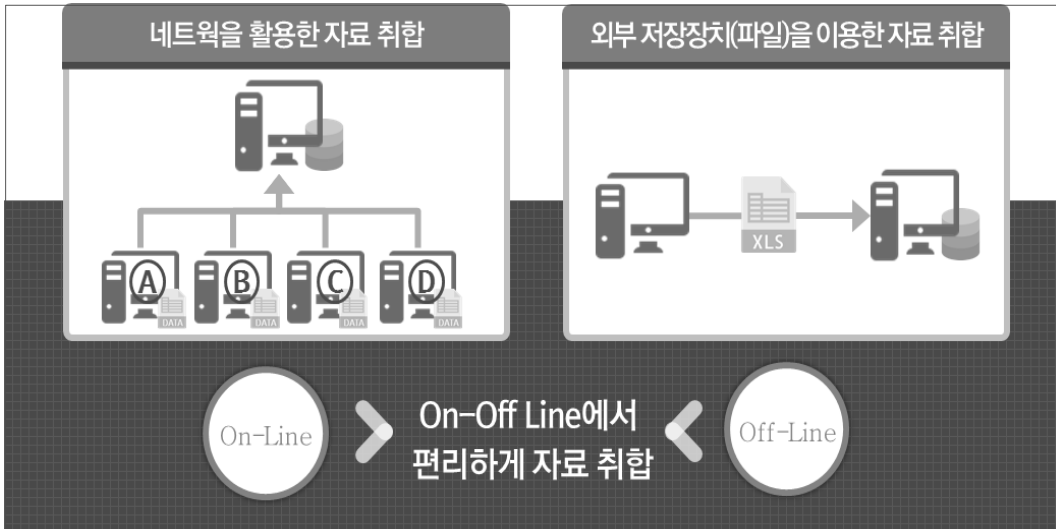 네트웍을 활용한 자료 취합
외부 저장장치(파일)을 이용한 자료 취합
A
B
C
D
DATA
DATA
DATA
DATA
XLS
On-Line
On-Off Line에서
편리하게 자료 취합
Off-Line